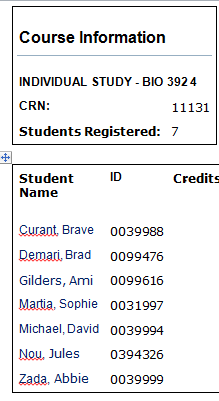 Course Information
INDIVIDUAL STUDY - BIO 3924
CRN: 11131
Students Registered: 7
Student Name ID Credits
Curant, Brave 0039988
Demari, Brad 0099476
Gilders, Ami 0099616
Martia, Sophie 0031997
Michael, David 0039994
Nou, Jules 0394326
Zada, Abbie 0039999